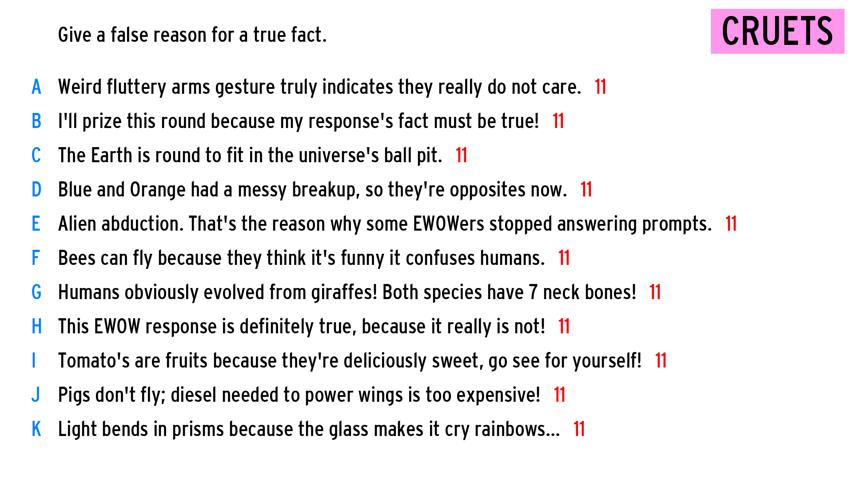 Give a false reason for a true fact.
CRUETS
A Weird fluttery arms gesture truly indicates they really do not care. 11
B I'll prize this round because my response's fact must be true! 11
C The Earth is round to fit in the universe's ball pit. 11
D Blue and Orange had a messy breakup, so they're opposites now. 11
E Alien abduction. That's the reason why some EWOWers stopped answering prompts. 11
F Bees can fly because they think it's funny it confuses humans. 11
G Humans obviously evolved from giraffes! Both species have 7 neck bones! 11
H This EWOW response is definitely true, because it really is not! 11
I Tomato's are fruits because they're deliciously sweet, go see for yourself! 11
J Pigs don't fly; diesel needed to power wings is too expensive! 11
K Light bends in prisms because the glass makes it cry rainbows... 11